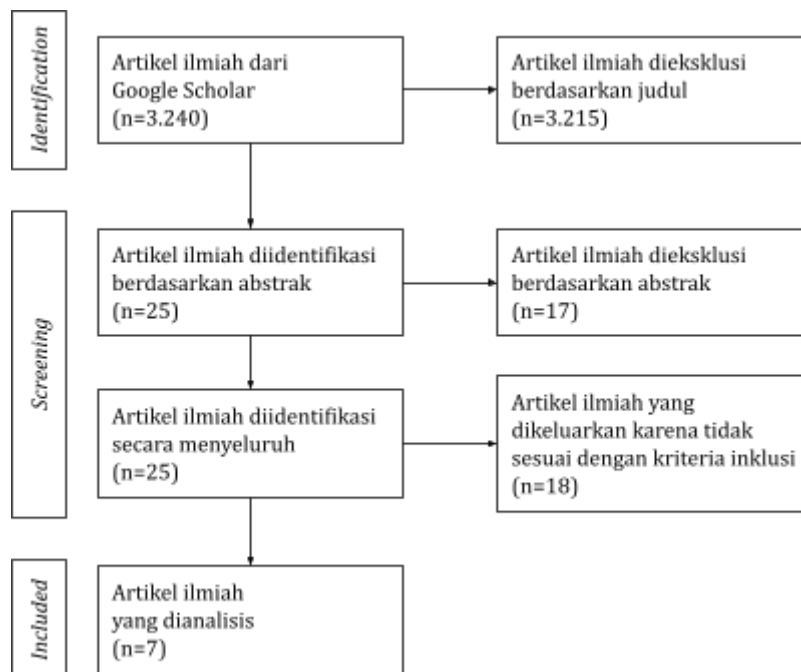 Identification
Artikel ilmiah dari
Google Scholar
(n=3.240)
Artikel ilmiah dieksklusi
berdasarkan judul
(n=3.215)
Screening
Artikel ilmiah diidentifikasi
berdasarkan abstrak
(n=25)
Artikel ilmiah dieksklusi
berdasarkan abstrak
(n=17)
Artikel ilmiah diidentifikasi
secara menyeluruh
(n=25)
Artikel ilmiah yang
dikeluarkan karena tidak
sesuai dengan kriteria inklusi
(n=18)
Included
Artikel ilmiah
yang dianalisis
(n=7)